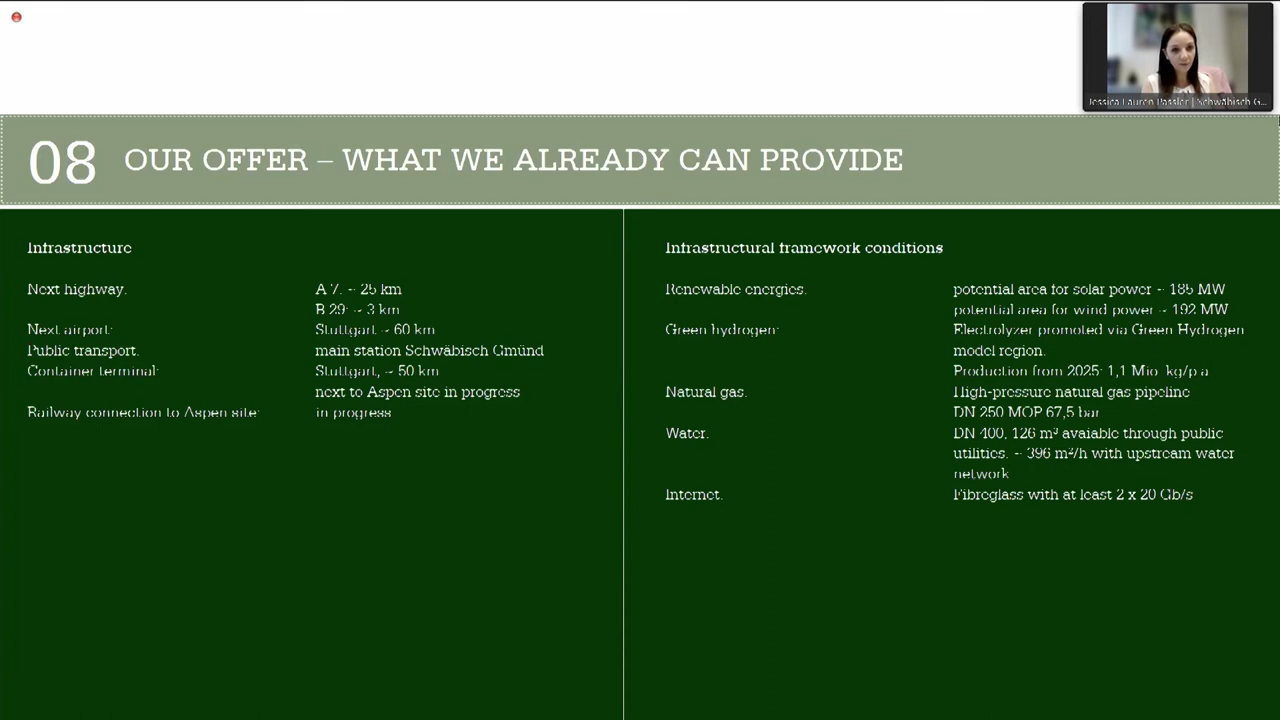 Jessica Lauren Passler | Schwäbisch G...
08 OUR OFFER – WHAT WE ALREADY CAN PROVIDE
Infrastructure
Next highway: A 7: ~ 25 km
B 29: ~ 3 km
Next airport: Stuttgart ~ 60 km
Public transport: main station Schwäbisch Gmünd
Container terminal: Stuttgart, ~ 50 km
next to Aspen site in progress
Railway connection to Aspen site: in progress
Infrastructural framework conditions
Renewable energies: potential area for solar power ~ 185 MW
potential area for wind power ~ 192 MW
Green hydrogen: Electrolyzer promoted via Green Hydrogen
model region.
Production from 2025: 1,1 Mio. kg/p.a
Natural gas: High-pressure natural gas pipeline
DN 250 MOP 67,5 bar
Water: DN 400, 126 m³ avaiable through public
utilities. ~ 396 m³/h with upstream water
network
Internet: Fibreglass with at least 2 x 20 Gb/s